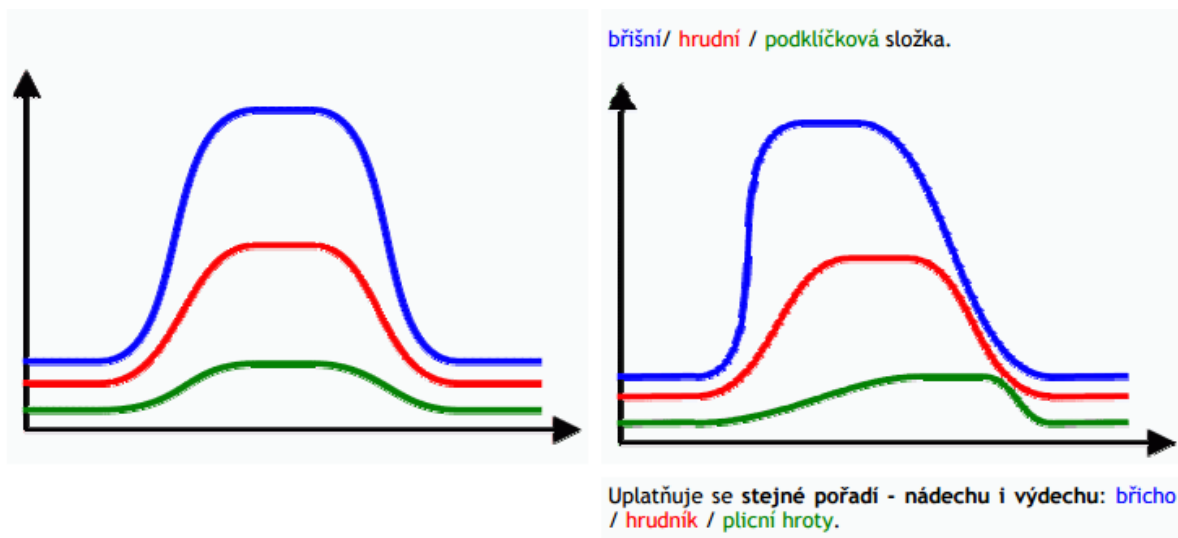 břišní/ hrudní / podklíčková složka.
Uplatňuje se stejné pořadí - nádechu i výdechu: břicho
/ hrudník / plicní hroty.